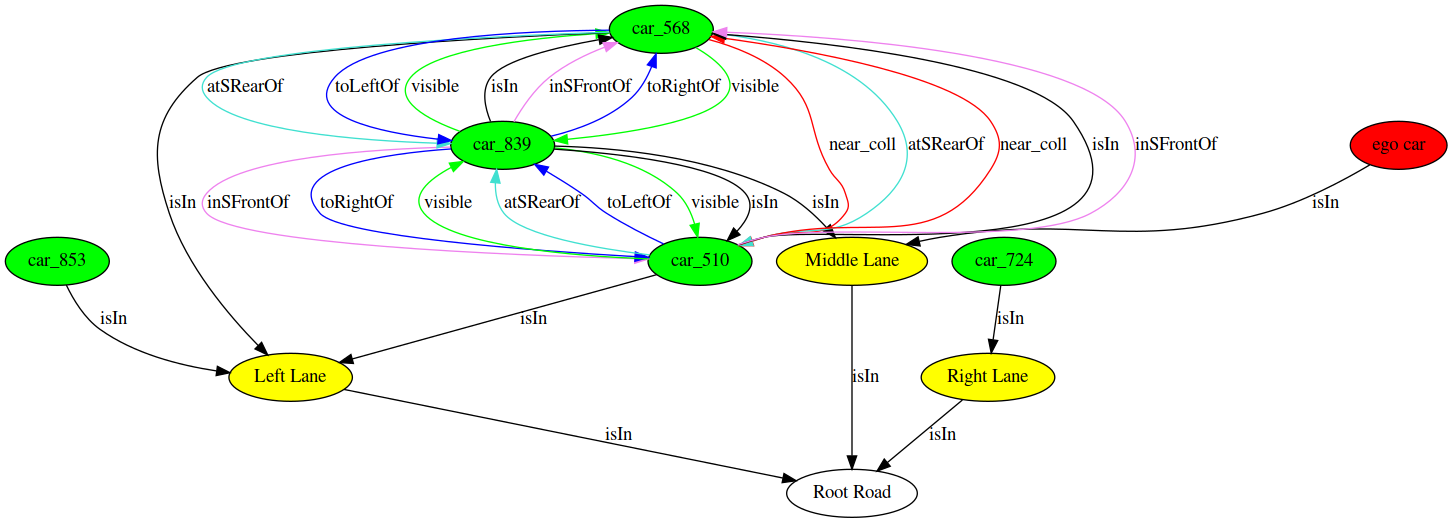 car_568
atSRearOf toLeftOf visible isIn inSFrontOf toRightOf visible
car_839 near_coll atSRearOf near_coll isIn inSFrontOf ego car
isIn inSFrontOf toRightOf visible atSRearOf toLeftOf visible isIn isIn isIn
car_853 car_510 Middle Lane car_724
isIn isIn isIn
Left Lane isIn Right Lane
isIn isIn
Root Road